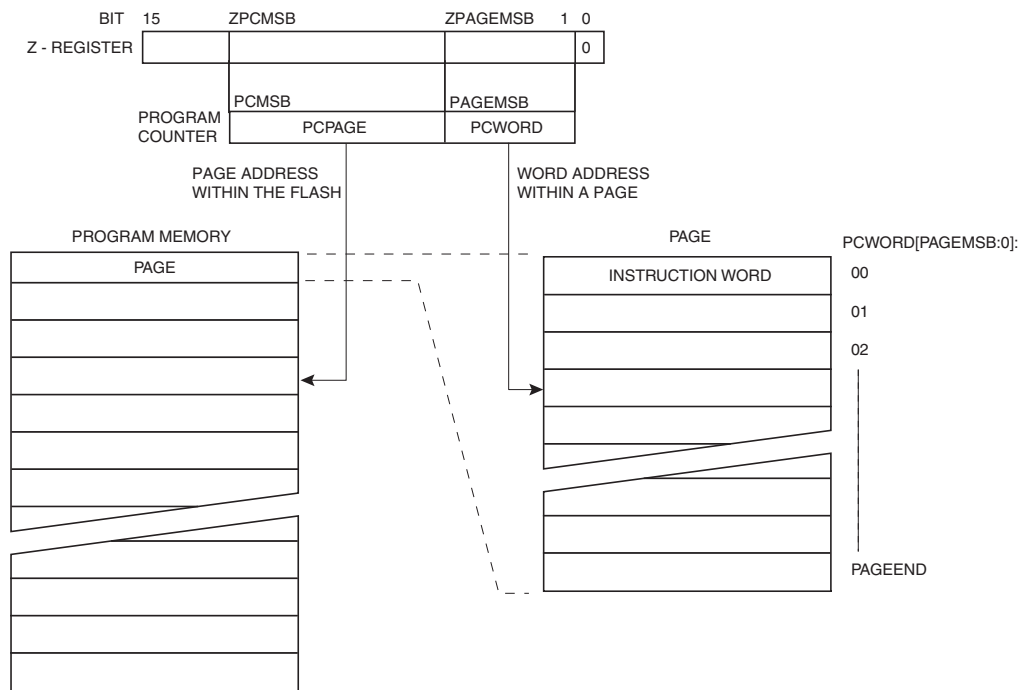 BIT 15 ZPCMSB ZPAGEMSB 1 0
Z - REGISTER 0
PCMSB PAGEMSB
PROGRAM
COUNTER
PCPAGE PCWORD
PAGE ADDRESS
WITHIN THE FLASH
WORD ADDRESS
WITHIN A PAGE
PROGRAM MEMORY
PAGE
PAGE
PCWORD[PAGEMSB:0]:
INSTRUCTION WORD 00
01
02
PAGEEND